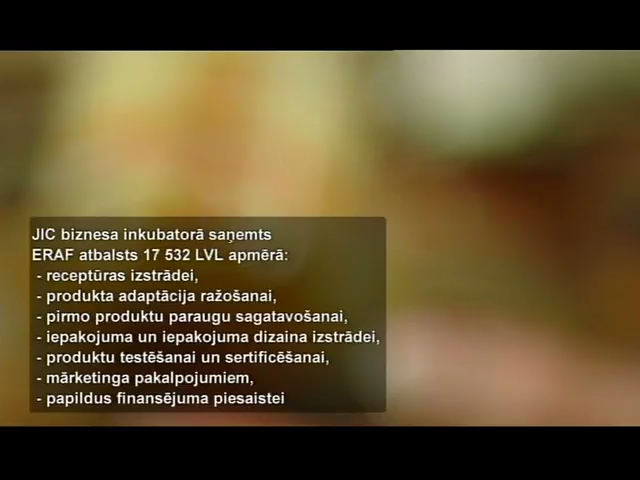 JIC biznesa inkubatorā saņemts
ERAF atbalsts 17 532 LVL apmērā:
- receptūras izstrādei,
- produkta adaptācija ražošanai,
- pirmo produktu paraugu sagatavošanai,
- iepakojuma un iepakojuma dizaina izstrādei,
- produktu testēšanai un sertificēšanai,
- mārketinga pakalpojumiem,
- papildus finansējuma piesaistei